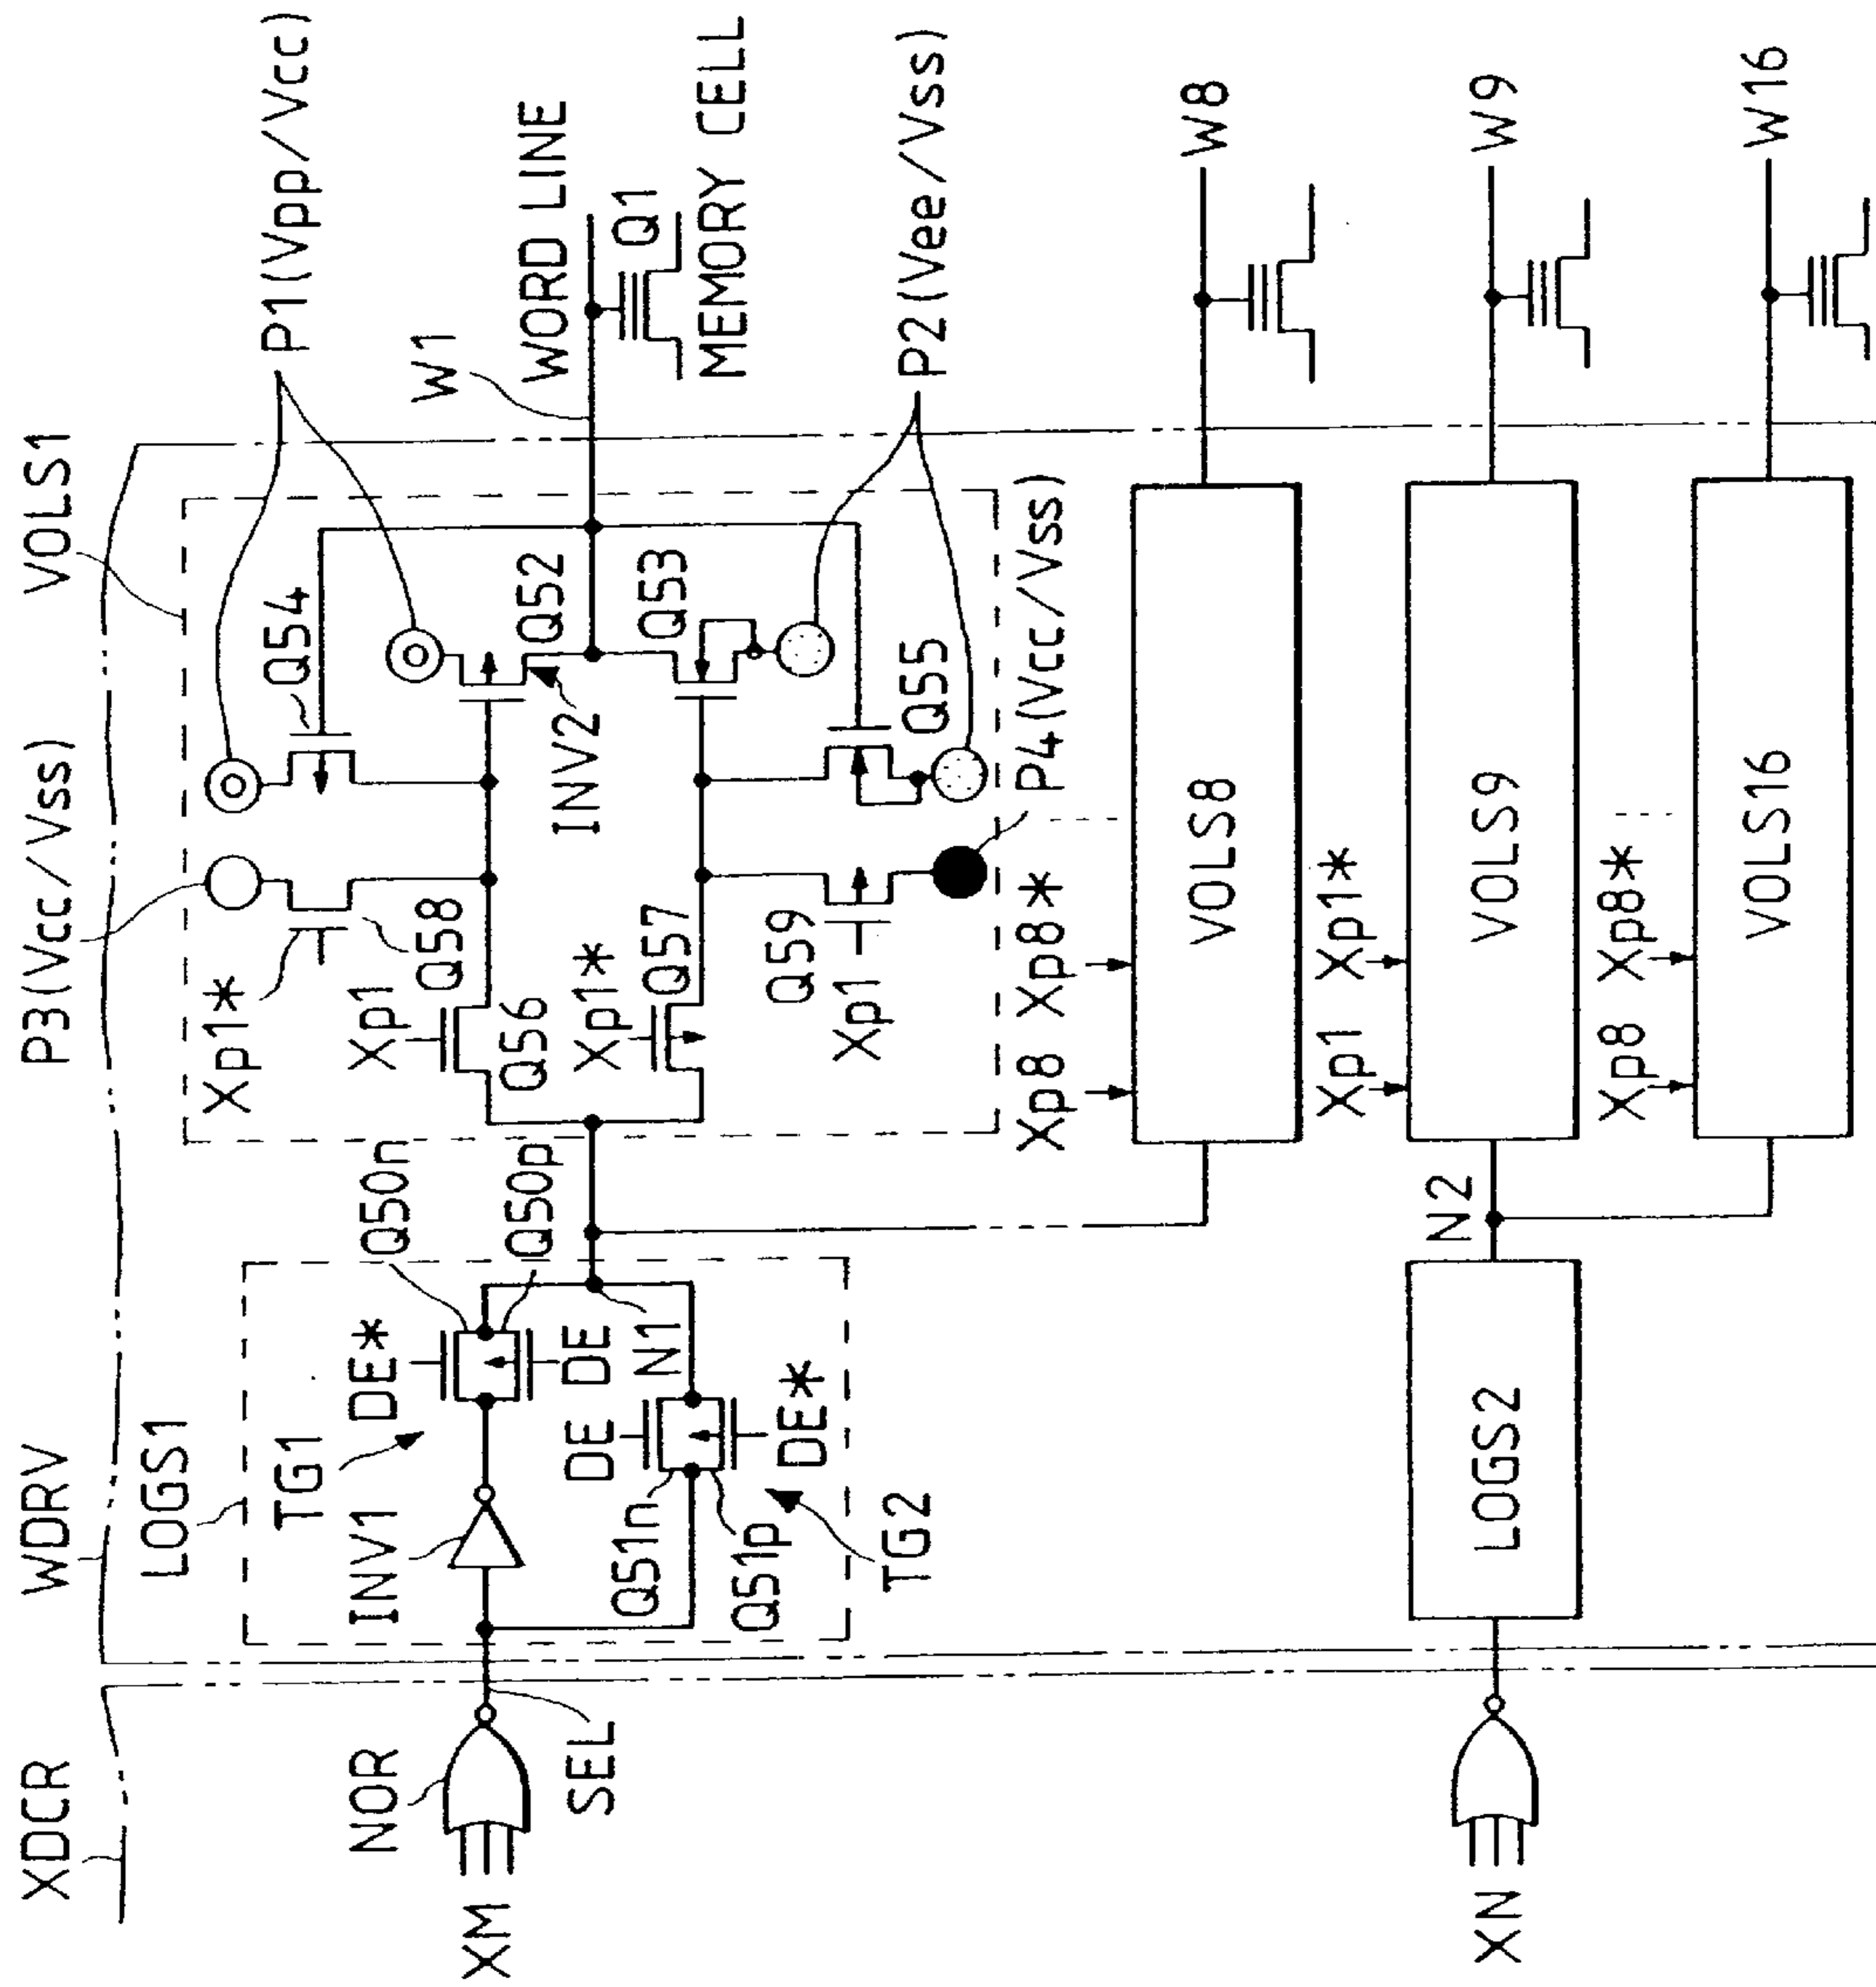 XDCR
WDRV
P3(Vcc/Vss)
VOLS1
P1(Vpp/Vcc)
LOGS1
Xp1*
Q54
TG1
DE*
Q50n
Xp1
Q58
W1
NOR
INV1
Q50p
Q56
Q52
WORD LINE
XM
SEL
DE
DE
N1
Xp1*
Q57
INV2
Q53
Q1
Q51n
MEMORY CELL
Q51p
DE*
Q59
TG2
Xp1
Q55
P2(Vee/Vss)
P4(Vcc/Vss)
Xp8 Xp8*
VOLS8
W8
Xp1 Xp1*
N2
XN
LOGS2
VOLS9
W9
Xp8 Xp8*
VOLS16
W16